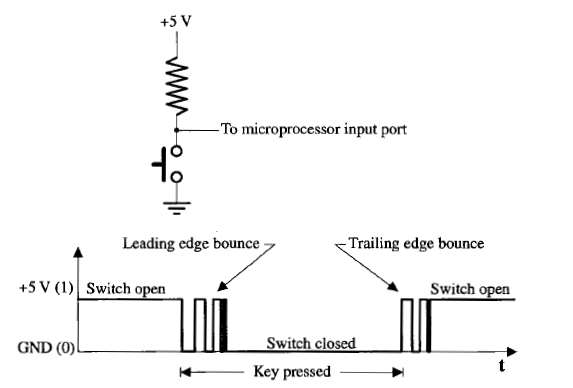 +5 V
To microprocessor input port
Leading edge bounce
Trailing edge bounce
+5 V (1)
Switch open
Switch open
GND (0)
Switch closed
t
Key pressed